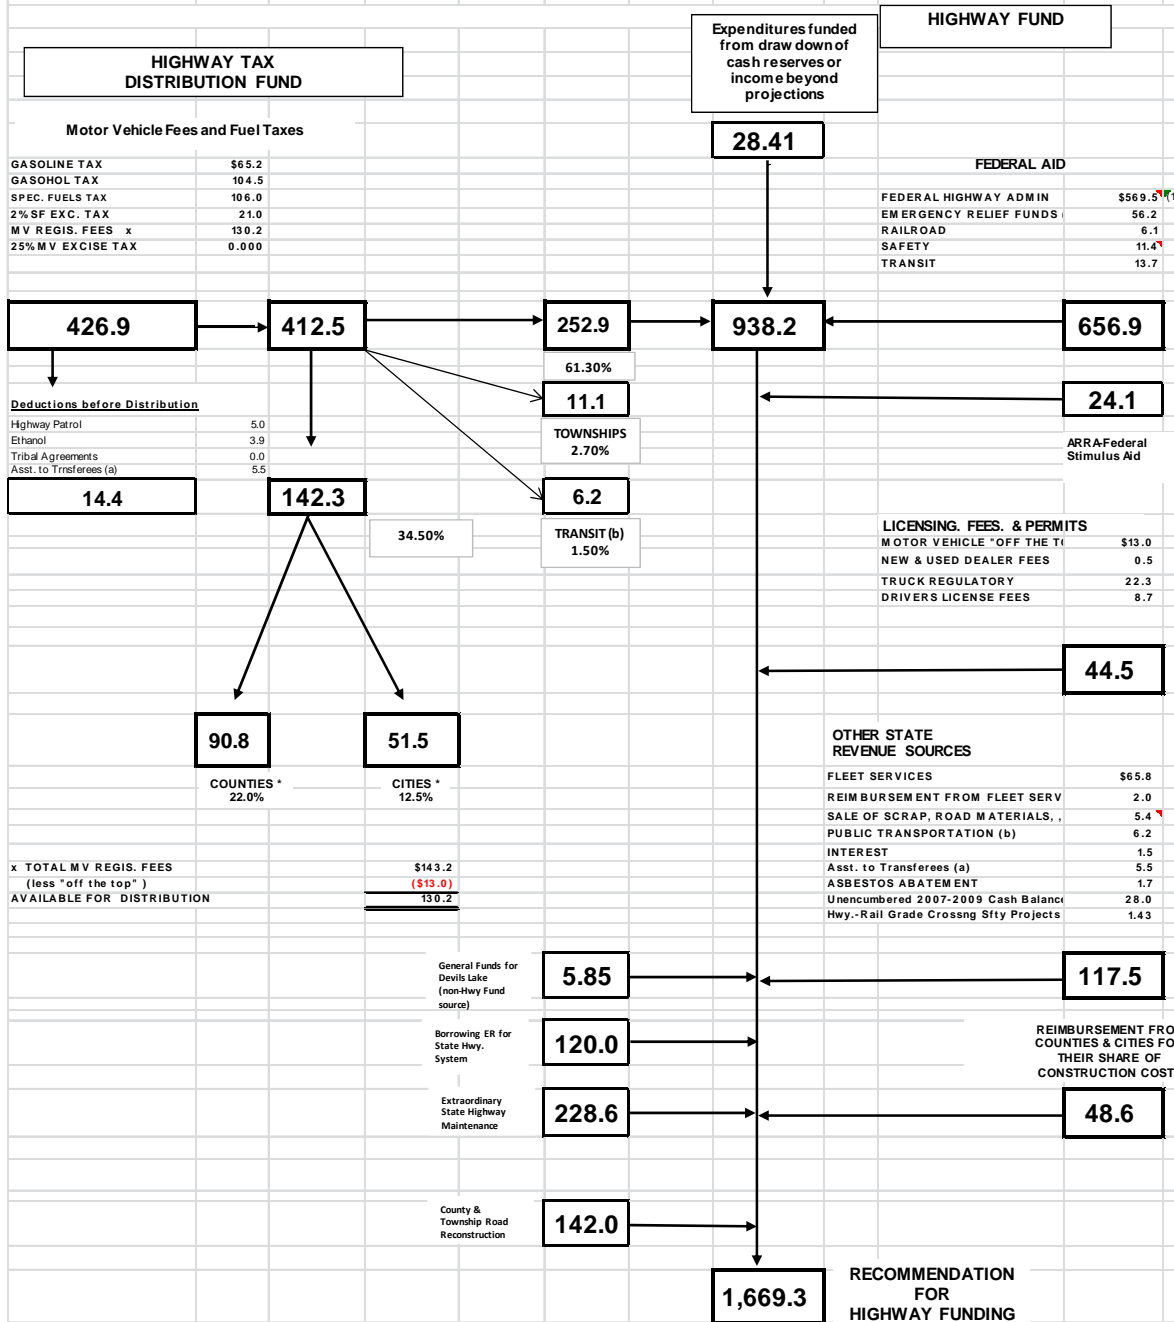 HIGHWAY FUND
Expenditures funded
from draw down of
cash reserves or
income beyond
projections
HIGHWAY TAX
DISTRIBUTION FUND
Motor Vehicle Fees and Fuel Taxes
28.41
GASOLINE TAX $65.2
GASOHOL TAX 104.5
SPEC. FUELS TAX 106.0
2% SF EXC. TAX 21.0
MV REGIS. FEES x 130.2
25% MV EXCISE TAX 0.000
FEDERAL AID
FEDERAL HIGHWAY ADMIN $569.5
EMERGENCY RELIEF FUNDS 56.2
RAILROAD 6.1
SAFETY 11.4
TRANSIT 13.7
426.9 412.5 252.9 938.2 656.9
61.30%
11.1
24.1
TOWNSHIPS
2.70%
ARRA-Federal
Stimulus Aid
Deductions before Distribution
Highway Patrol 5.0
Ethanol 3.9
Tribal Agreements 0.0
Asst. to Trnsferees (a) 5.5
14.4 142.3 6.2
34.50%
TRANSIT (b)
1.50%
LICENSING. FEES. & PERMITS
MOTOR VEHICLE "OFF THE $13.0
NEW & USED DEALER FEES 0.5
TRUCK REGULATORY 22.3
DRIVERS LICENSE FEES 8.7
44.5
90.8 51.5
COUNTIES *
22.0%
CITIES *
12.5%
OTHER STATE
REVENUE SOURCES
FLEET SERVICES $65.8
REIMBURSEMENT FROM FLEET SERV 2.0
SALE OF SCRAP, ROAD MATERIALS, , 5.4
PUBLIC TRANSPORTATION (b) 6.2
INTEREST 1.5
Asst. to Transferees (a) 5.5
ASBESTOS ABATEMENT 1.7
Unencumbered 2007-2009 Cash Balance 28.0
Hwy.-Rail Grade Crossng Sfty Projects 1.43
x TOTAL MV REGIS. FEES $143.2
(less "off the top" ) ($13.0)
AVAILABLE FOR DISTRIBUTION 130.2
General Funds for
Devils Lake
(non-Hwy Fund
source)
5.85 117.5
Borrowing ER for
State Hwy.
System
120.0
REIMBURSEMENT FRO
COUNTIES & CITIES FO
THEIR SHARE OF
CONSTRUCTION COST
Extraordinary
State Highway
Maintenance
228.6 48.6
County &
Township Road
Reconstruction
142.0
1,669.3
RECOMMENDATION
FOR
HIGHWAY FUNDING